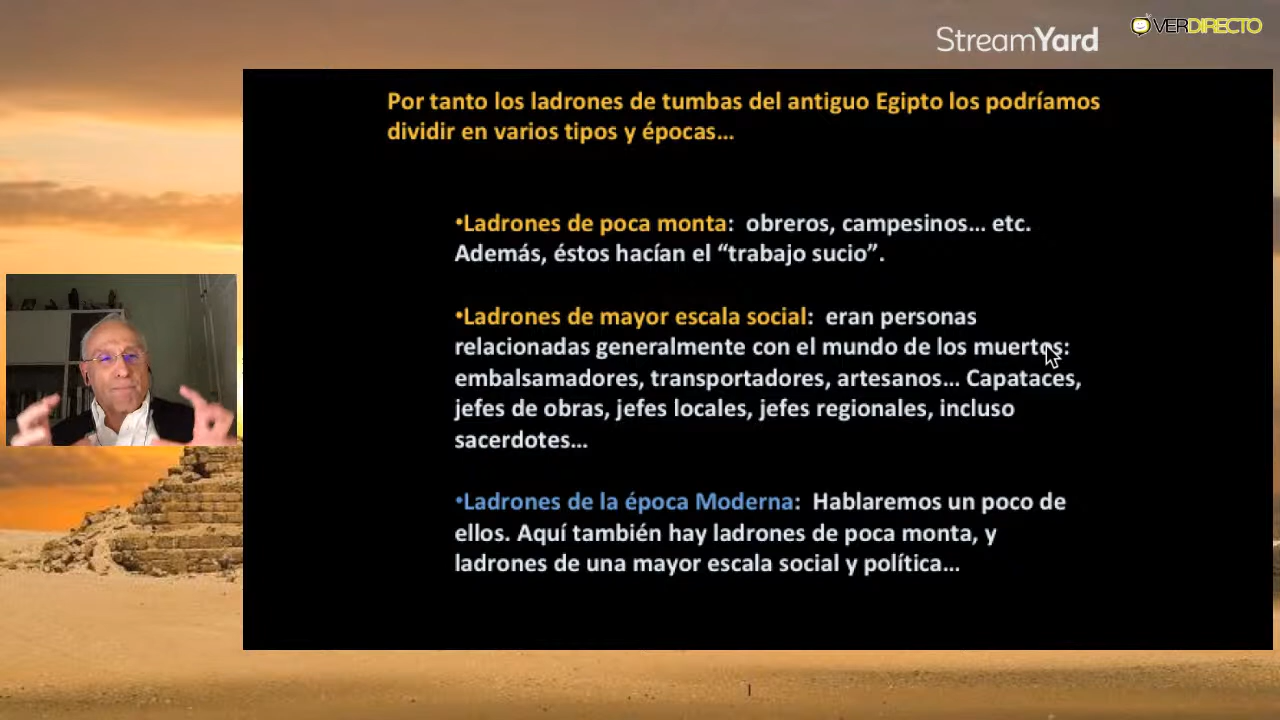 StreamYard
VERDIRECTO
Por tanto los ladrones de tumbas del antiguo Egipto los podríamos
dividir en varios tipos y épocas…
•Ladrones de poca monta:  obreros, campesinos… etc.
Además, éstos hacían el “trabajo sucio”.
•Ladrones de mayor escala social:  eran personas
relacionadas generalmente con el mundo de los muertos:
embalsamadores, transportadores, artesanos… Capataces,
jefes de obras, jefes locales, jefes regionales, incluso
sacerdotes…
•Ladrones de la época Moderna:  Hablaremos un poco de
ellos. Aquí también hay ladrones de poca monta, y
ladrones de una mayor escala social y política…